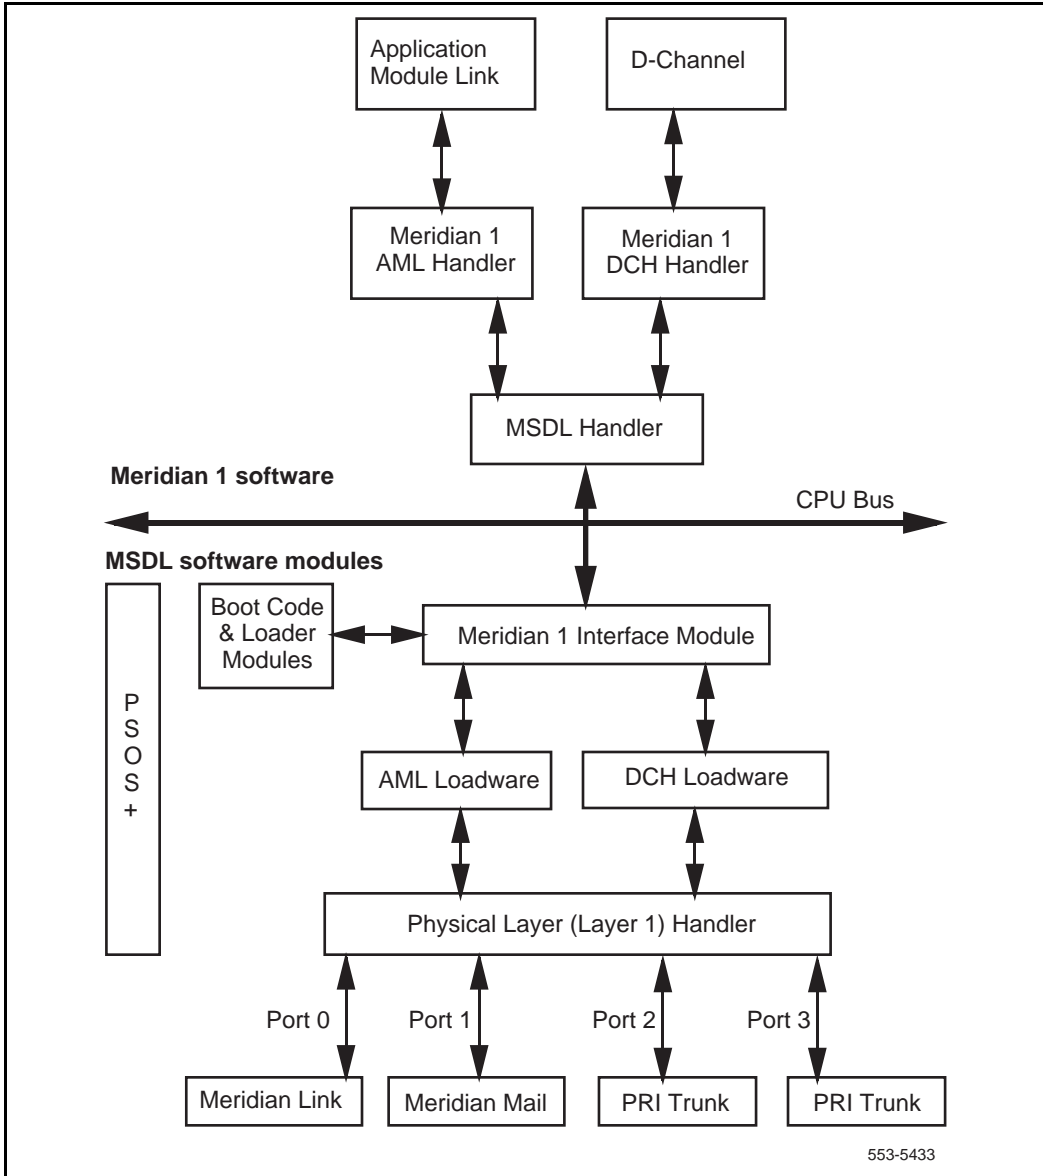 Application
Module Link
D-Channel
Meridian 1
AML Handler
Meridian 1
DCH Handler
MSDL Handler
Meridian 1 software
CPU Bus
MSDL software modules
Boot Code
& Loader
Modules
Meridian 1 Interface Module
P
S
O
S
+
AML Loadware
DCH Loadware
Physical Layer (Layer 1) Handler
Port 0
Port 1
Port 2
Port 3
Meridian Link
Meridian Mail
PRI Trunk
PRI Trunk
553-5433